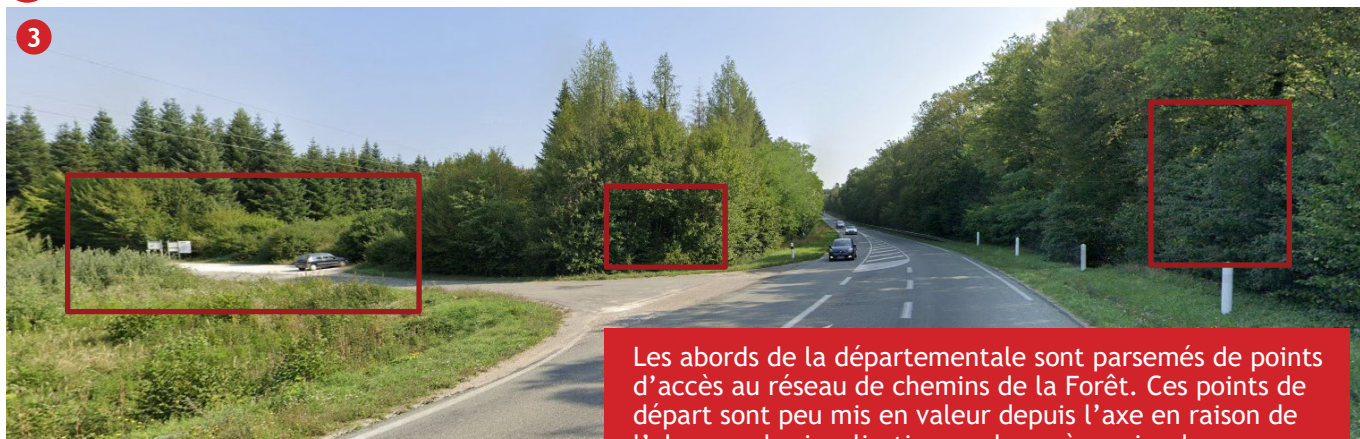 3
Les abords de la départementale sont parsemés de points
d’accès au réseau de chemins de la Forêt. Ces points de
départ sont peu mis en valeur depuis l’axe en raison de